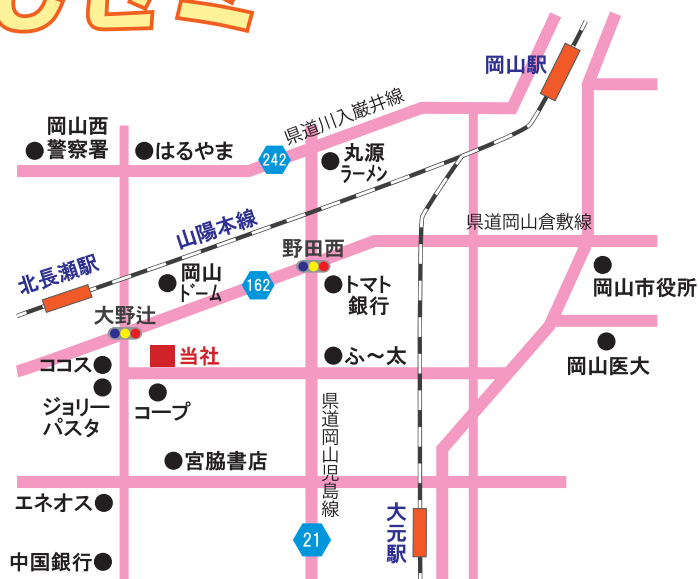 むゼミ
岡山駅
岡山西
警察署
はるやま
県道川入巌井線
242
丸源
ラーメン
山陽本線
県道岡山倉敷線
野田西
北長瀬駅
岡山
ドーム
162
トマト
銀行
岡山市役所
大野辻
ココス
当社
ふ〜太
岡山医大
ジョリー
パスタ
コープ
県道岡山児島線
宮脇書店
エネオス
大元駅
21
中国銀行